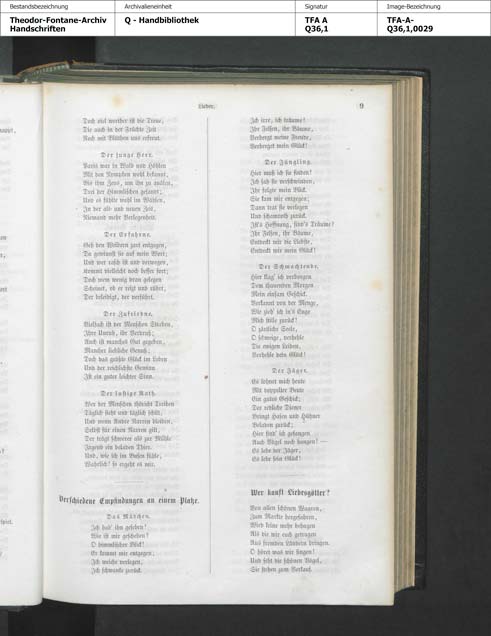 Bestandsbezeichnung
Archivalieneinheit
Signatur
Image-Bezeichnung
Theodor-Fontane-Archiv
Handschriften
Q - Handbibliothek
TFA A
Q36,1
TFA-A-
Q36,1,0029
Lieder.
9
Doch viel werther ist die Treue,
Die auch in der Früchte Zeit
Noch mit Blüthen uns erfreut.
Der junge Herr.
Paris war in Wald und Höhlen
Mit den Nymphen wohl bekannt,
Bis ihm Zeus, um ihn zu quälen,
Drei der Himmlischen gesandt;
Und es fühlte wohl im Wählen,
In der alt- und neuen Zeit,
Niemand mehr Verlegenheit.
Der Erfahrne.
Geh den Weibern zart entgegen,
Du gewinnst sie auf mein Wort;
Und wer rasch ist und verwegen,
Kommt vielleicht noch besser fort;
Doch wem wenig dran gelegen
Scheinet, ob er reizt und rührt,
Der beleidigt, der verführt.
Der Zufriedne.
Vielfach ist der Menschen Streben,
Ihre Unruh, ihr Verdruß;
Auch ist manches Gut gegeben,
Mancher liebliche Genuß;
Doch das größte Glück im Leben
Und der reichlichste Gewinn
Ist ein guter leichter Sinn.
Der lustige Rath.
Wer der Menschen thöricht Treiben
Täglich sieht und täglich schilt,
Und wenn Andre Narren bleiben,
Selbst für einen Narren gilt,
Der trägt schwerer als zur Mühle
Irgend ein beladen Thier.
Und, wie ich im Busen fühle,
Wahrlich! so ergeht es mir.
Verschiedene Empfindungen an einem Platze.
Das Mädchen.
Ich hab' ihn gesehen!
Wie ist mir geschehen?
O himmlischer Blick!
Er kommt mir entgegen;
Ich weiche verlegen,
Ich schwanke zurück.
Ich irre, ich träume!
Ihr Felsen, ihr Bäume,
Verbergt meine Freude,
Verberget mein Glück!
Der Jüngling.
Hier muß ich sie finden!
Ich sah sie verschwinden,
Ihr folgte mein Blick.
Sie kam mir entgegen;
Dann trat sie verlegen
Und schamroth zurück.
Ist's Hoffnung, sind's Träume?
Ihr Felsen, ihr Bäume,
Entdeckt mir die Liebste,
Entdeckt mir mein Glück!
Der Schmachtende.
Hier klag' ich verborgen
Dem thauenden Morgen
Mein einsam Geschick.
Verkannt von der Menge,
Wie zieh' ich in's Enge
Mich stille zurück!
O zärtliche Seele,
O schweige, verhehle
Die ewigen Leiden,
Verhehle dein Glück!
Der Jäger.
Es lohnet mich heute
Mit doppelter Beute
Ein gutes Geschick;
Der redliche Diener
Bringt Hasen und Hühner
Beladen zurück;
Hier find' ich gefangen
Auch Vögel noch hangen! —
Es lebe der Jäger,
Es lebe sein Glück!
Wer kauft Liebesgötter?
Von allen schönen Waaren,
Zum Markte hergefahren,
Wird keine mehr behagen
Als die wir euch getragen
Aus fremden Ländern bringen.
O höret was wir singen!
Und seht die schönen Vögel,
Sie stehen zum Verkauf.